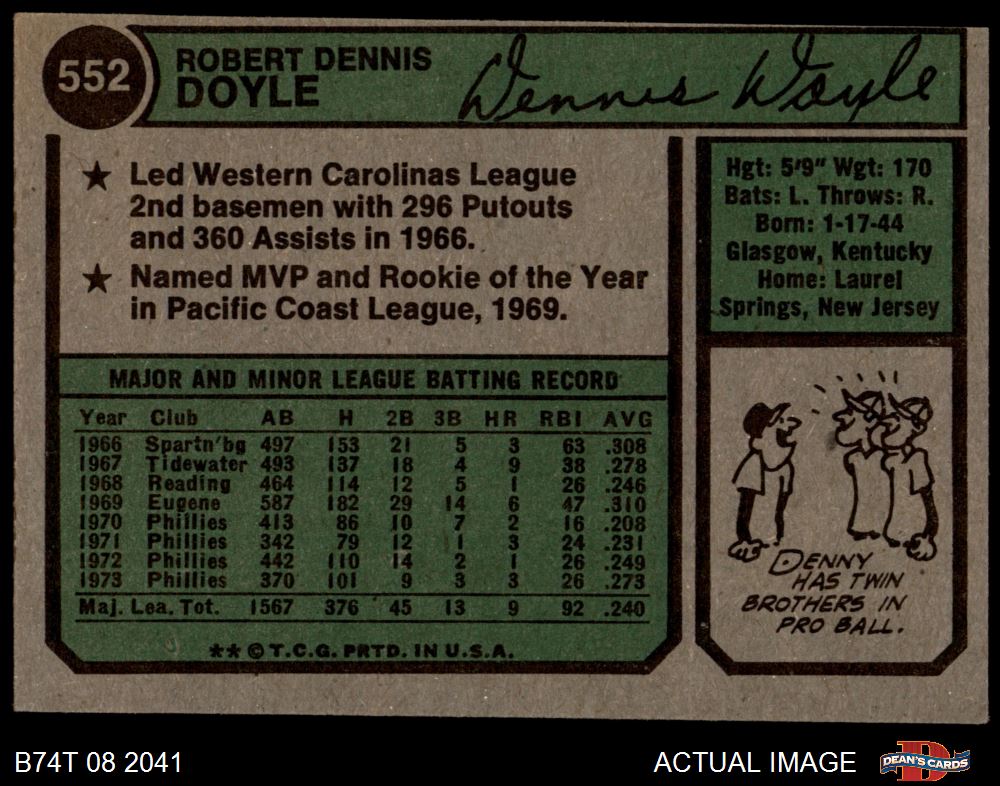 552
ROBERT DENNIS
DOYLE
Dennis Doyle
★ Led Western Carolinas League
2nd basemen with 296 Putouts
and 360 Assists in 1966.
★ Named MVP and Rookie of the Year
in Pacific Coast League, 1969.
Hgt: 5'9" Wgt: 170
Bats: L. Throws: R.
Born: 1-17-44
Glasgow, Kentucky
Home: Laurel
Springs, New Jersey
MAJOR AND MINOR LEAGUE BATTING RECORD
Year Club AB H 2B 3B HR RBI AVG
1966 Spartn'bg 497 153 21 5 3 63 .308
1967 Tidewater 493 137 18 4 9 38 .278
1968 Reading 464 114 12 5 1 26 .246
1969 Eugene 587 182 29 14 6 47 .310
1970 Phillies 413 86 10 7 2 16 .208
1971 Phillies 342 79 12 1 3 24 .231
1972 Phillies 442 110 14 2 1 26 .249
1973 Phillies 370 101 9 3 3 26 .273
Maj. Lea. Tot. 1567 376 45 13 9 92 .240
★★ © T.C.G. PRTD. IN U.S.A.
DENNY
HAS TWIN
BROTHERS IN
PRO BALL.
B74T 08 2041
ACTUAL IMAGE
DEAN'S CARDS